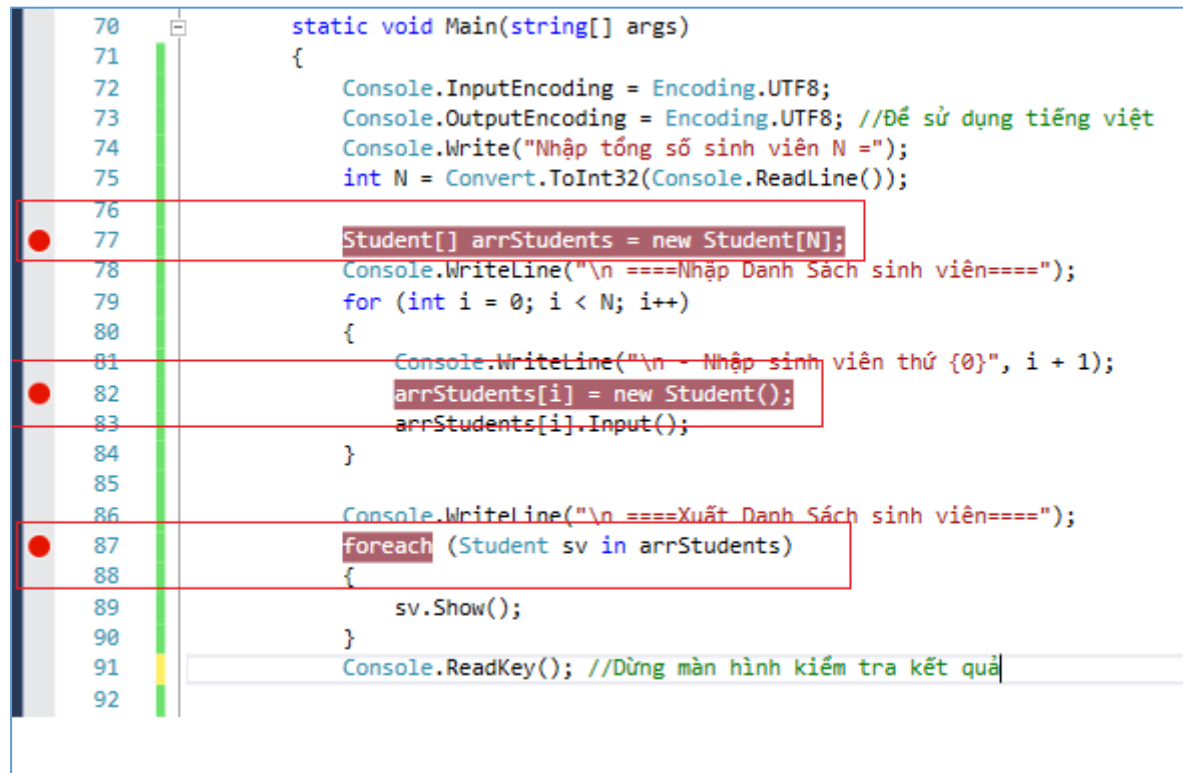 70 static void Main(string[] args)
71 {
72 Console.InputEncoding = Encoding.UTF8;
73 Console.OutputEncoding = Encoding.UTF8; //Để sử dụng tiếng việt
74 Console.Write("Nhập tổng số sinh viên N =");
75 int N = Convert.ToInt32(Console.ReadLine());
76
77 Student[] arrStudents = new Student[N];
78 Console.WriteLine("\n ====Nhập Danh Sách sinh viên====");
79 for (int i = 0; i < N; i++)
80 {
81 Console.WriteLine("\n - Nhập sinh viên thứ {0}", i + 1);
82 arrStudents[i] = new Student();
83 arrStudents[i].Input();
84 }
85
86 Console.WriteLine("\n ====Xuất Danh Sách sinh viên====");
87 foreach (Student sv in arrStudents)
88 {
89 sv.Show();
90 }
91 Console.ReadKey(); //Dừng màn hình kiểm tra kết quả
92